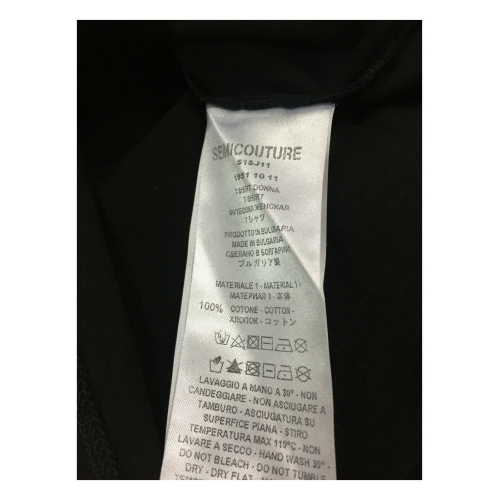 SEMICOUTURE
S18J11
1951 10 11
T-SHIRT DONNA
T-SHIRT
ФУТБОЛКА ЖЕНСКАЯ
Tシャツ
PRODOTTO IN BULGARIA
MADE IN BULGARIA
СДЕЛАНО В БОЛГАРИИ
ブルガリア製
MATERIALE 1 - MATERIAL 1 -
МАТЕРИАЛ 1 - 本体
100% COTONE - COTTON -
ХЛОПОК - コットン
LAVAGGIO A MANO A 30° - NON
CANDEGGIARE - NON ASCIUGARE A
TAMBURO - ASCIUGATURA SU
SUPERFICE PIANA - STIRO
TEMPERATURA MAX 110°C - NON
LAVARE A SECCO - HAND WASH 30° -
DO NOT BLEACH - DO NOT TUMBLE
DRY - DRY FLAT -